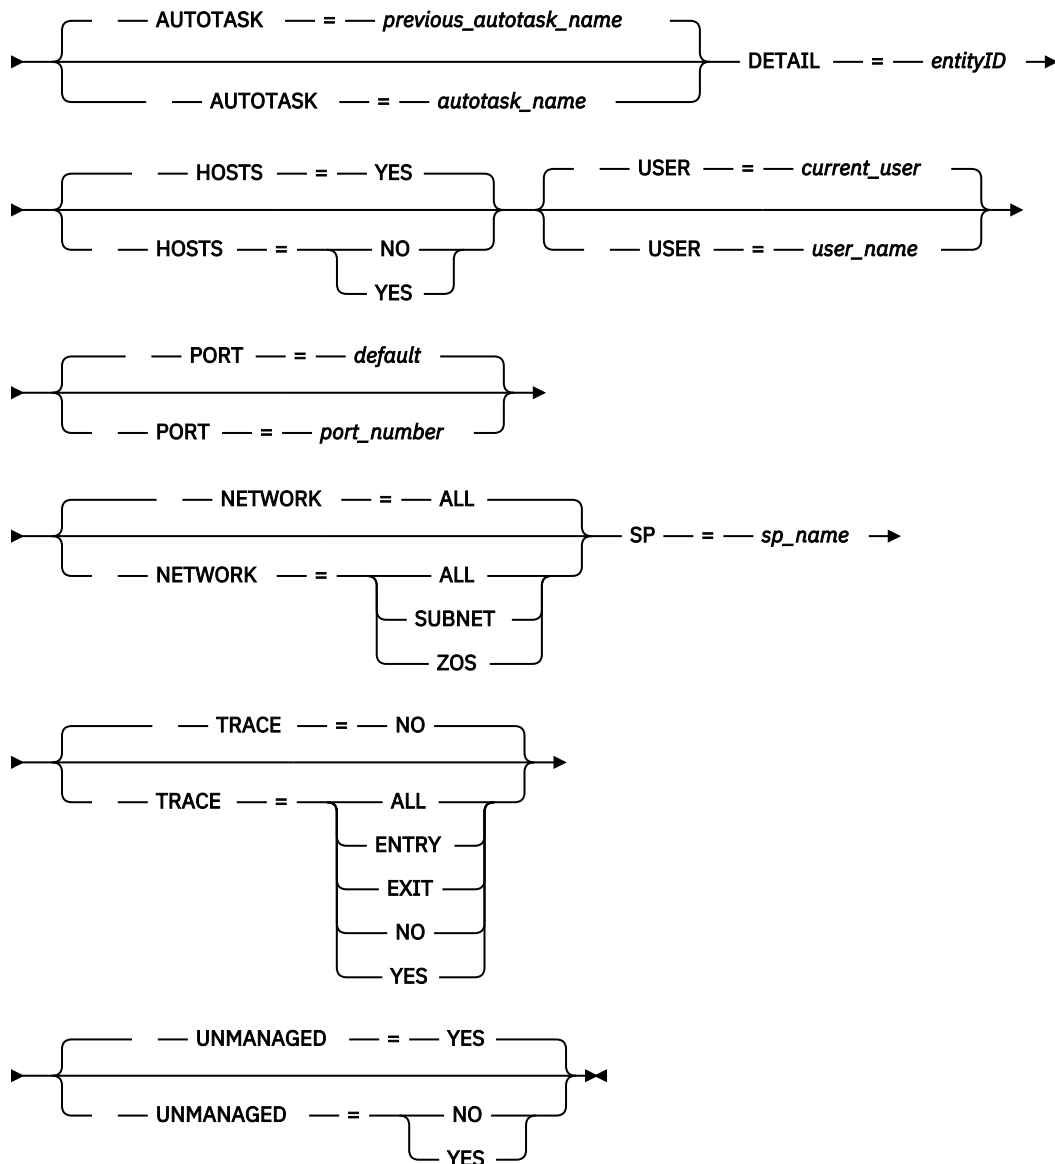 AUTOTASK = previous_autotask_name
DETAIL = entityID
AUTOTASK = autotask_name
HOSTS = YES
USER = current_user
HOSTS = NO
USER = user_name
YES
PORT = default
PORT = port_number
NETWORK = ALL
SP = sp_name
NETWORK = ALL
SUBNET
ZOS
TRACE = NO
TRACE = ALL
ENTRY
EXIT
NO
YES
UNMANAGED = YES
UNMANAGED = NO
YES